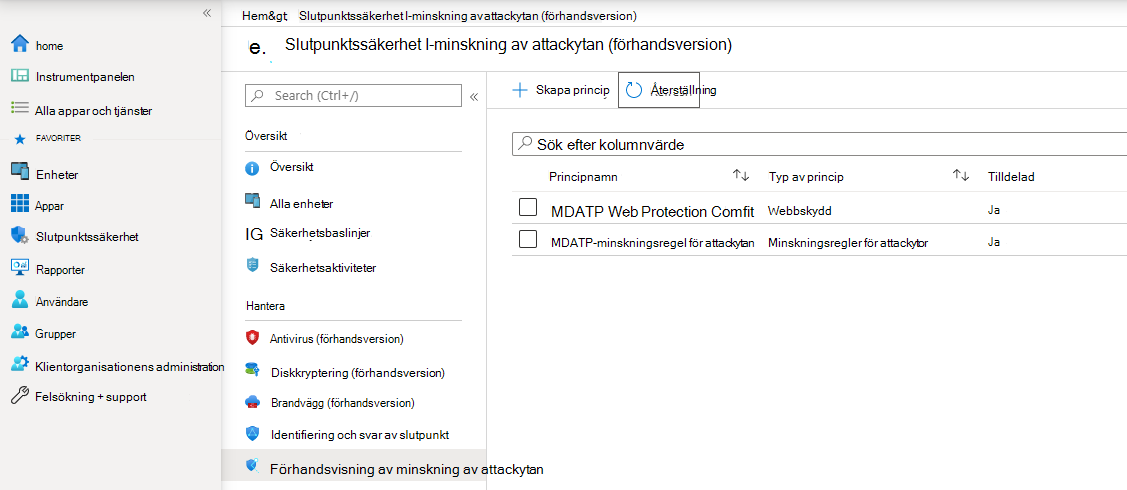 Hem&gt; Slutpunktssäkerhet I-minskning av attackytan (förhandsversion)
e. Slutpunktssäkerhet I-minskning av attackytan (förhandsversion)
home
Instrumentpanelen
Alla appar och tjänster
FAVORITER
Enheter
Appar
Slutpunktssäkerhet
Rapporter
Användare
Grupper
Klientorganisationens administration
Felsökning + support
Search (Ctrl+/)
Översikt
Översikt
Alla enheter
IG Säkerhetsbaslinjer
Säkerhetsaktiviteter
Hantera
Antivirus (förhandsversion)
Diskkryptering (förhandsversion)
Brandvägg (förhandsversion)
Identifiering och svar av slutpunkt
Förhandsvisning av minskning av attackytan
Skapa princip Återställning
Sök efter kolumnvärde
Principnamn Typ av princip Tilldelad
MDATP Web Protection Comfit Webbskydd Ja
MDATP-minskningsregel för attackytan Minskningsregler för attackytor Ja